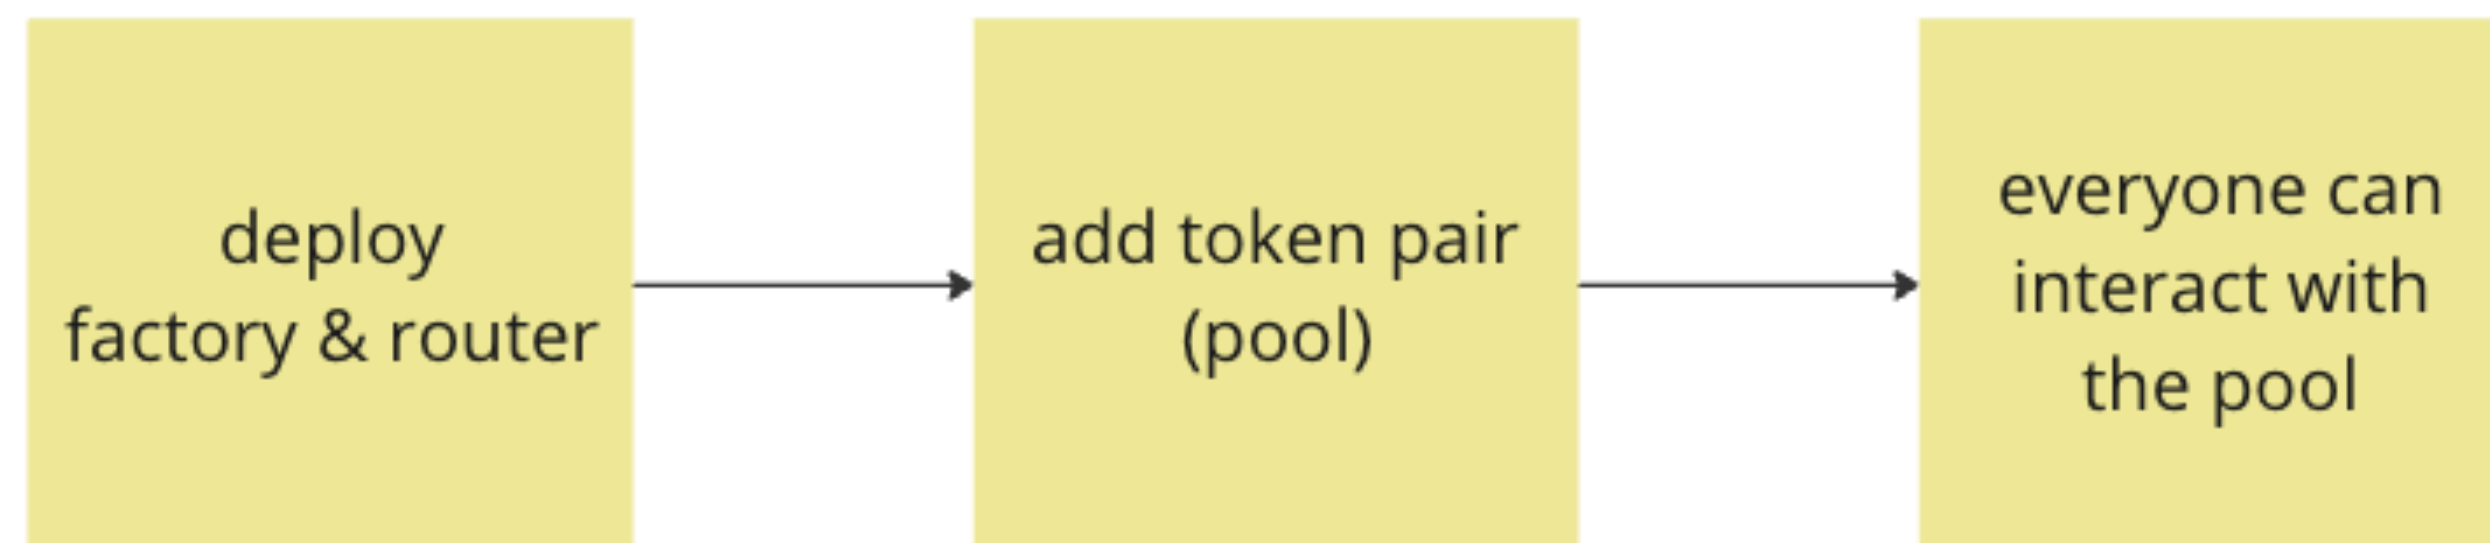 deploy
factory & router
add token pair
(pool)
everyone can
interact with
the pool